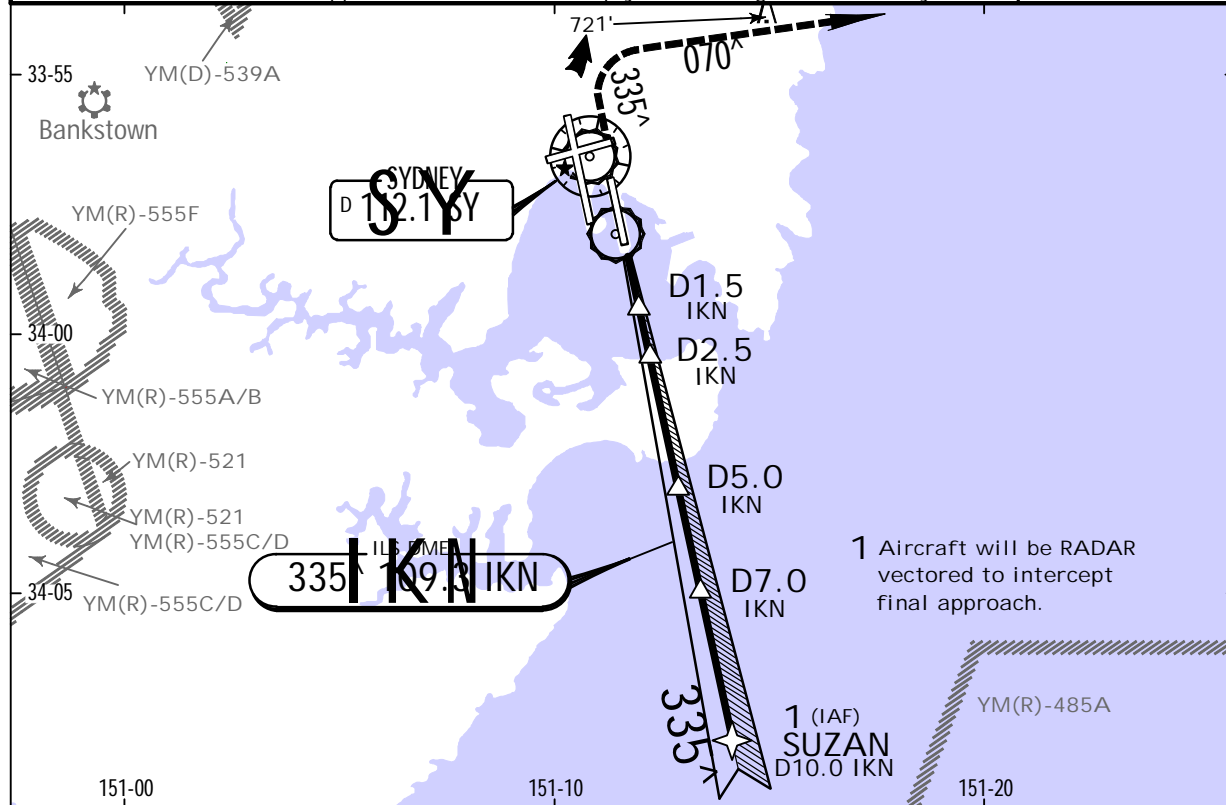 721'
070^
33-55
YM(D)-539A
335^
Bankstown
SYDNEY
D 112.1 SY
S Y
YM(R)-555F
D1.5
IKN
34-00
D2.5
IKN
YM(R)-555A/B
YM(R)-521
D5.0
IKN
YM(R)-521
YM(R)-555C/D
ILS DME
335^ 109.3 IKN
I K N
1 Aircraft will be RADAR
vectored to intercept
final approach.
D7.0
IKN
34-05
YM(R)-555C/D
335^
1 (IAF)
SUZAN
D10.0 IKN
YM(R)-485A
151-00
151-10
151-20